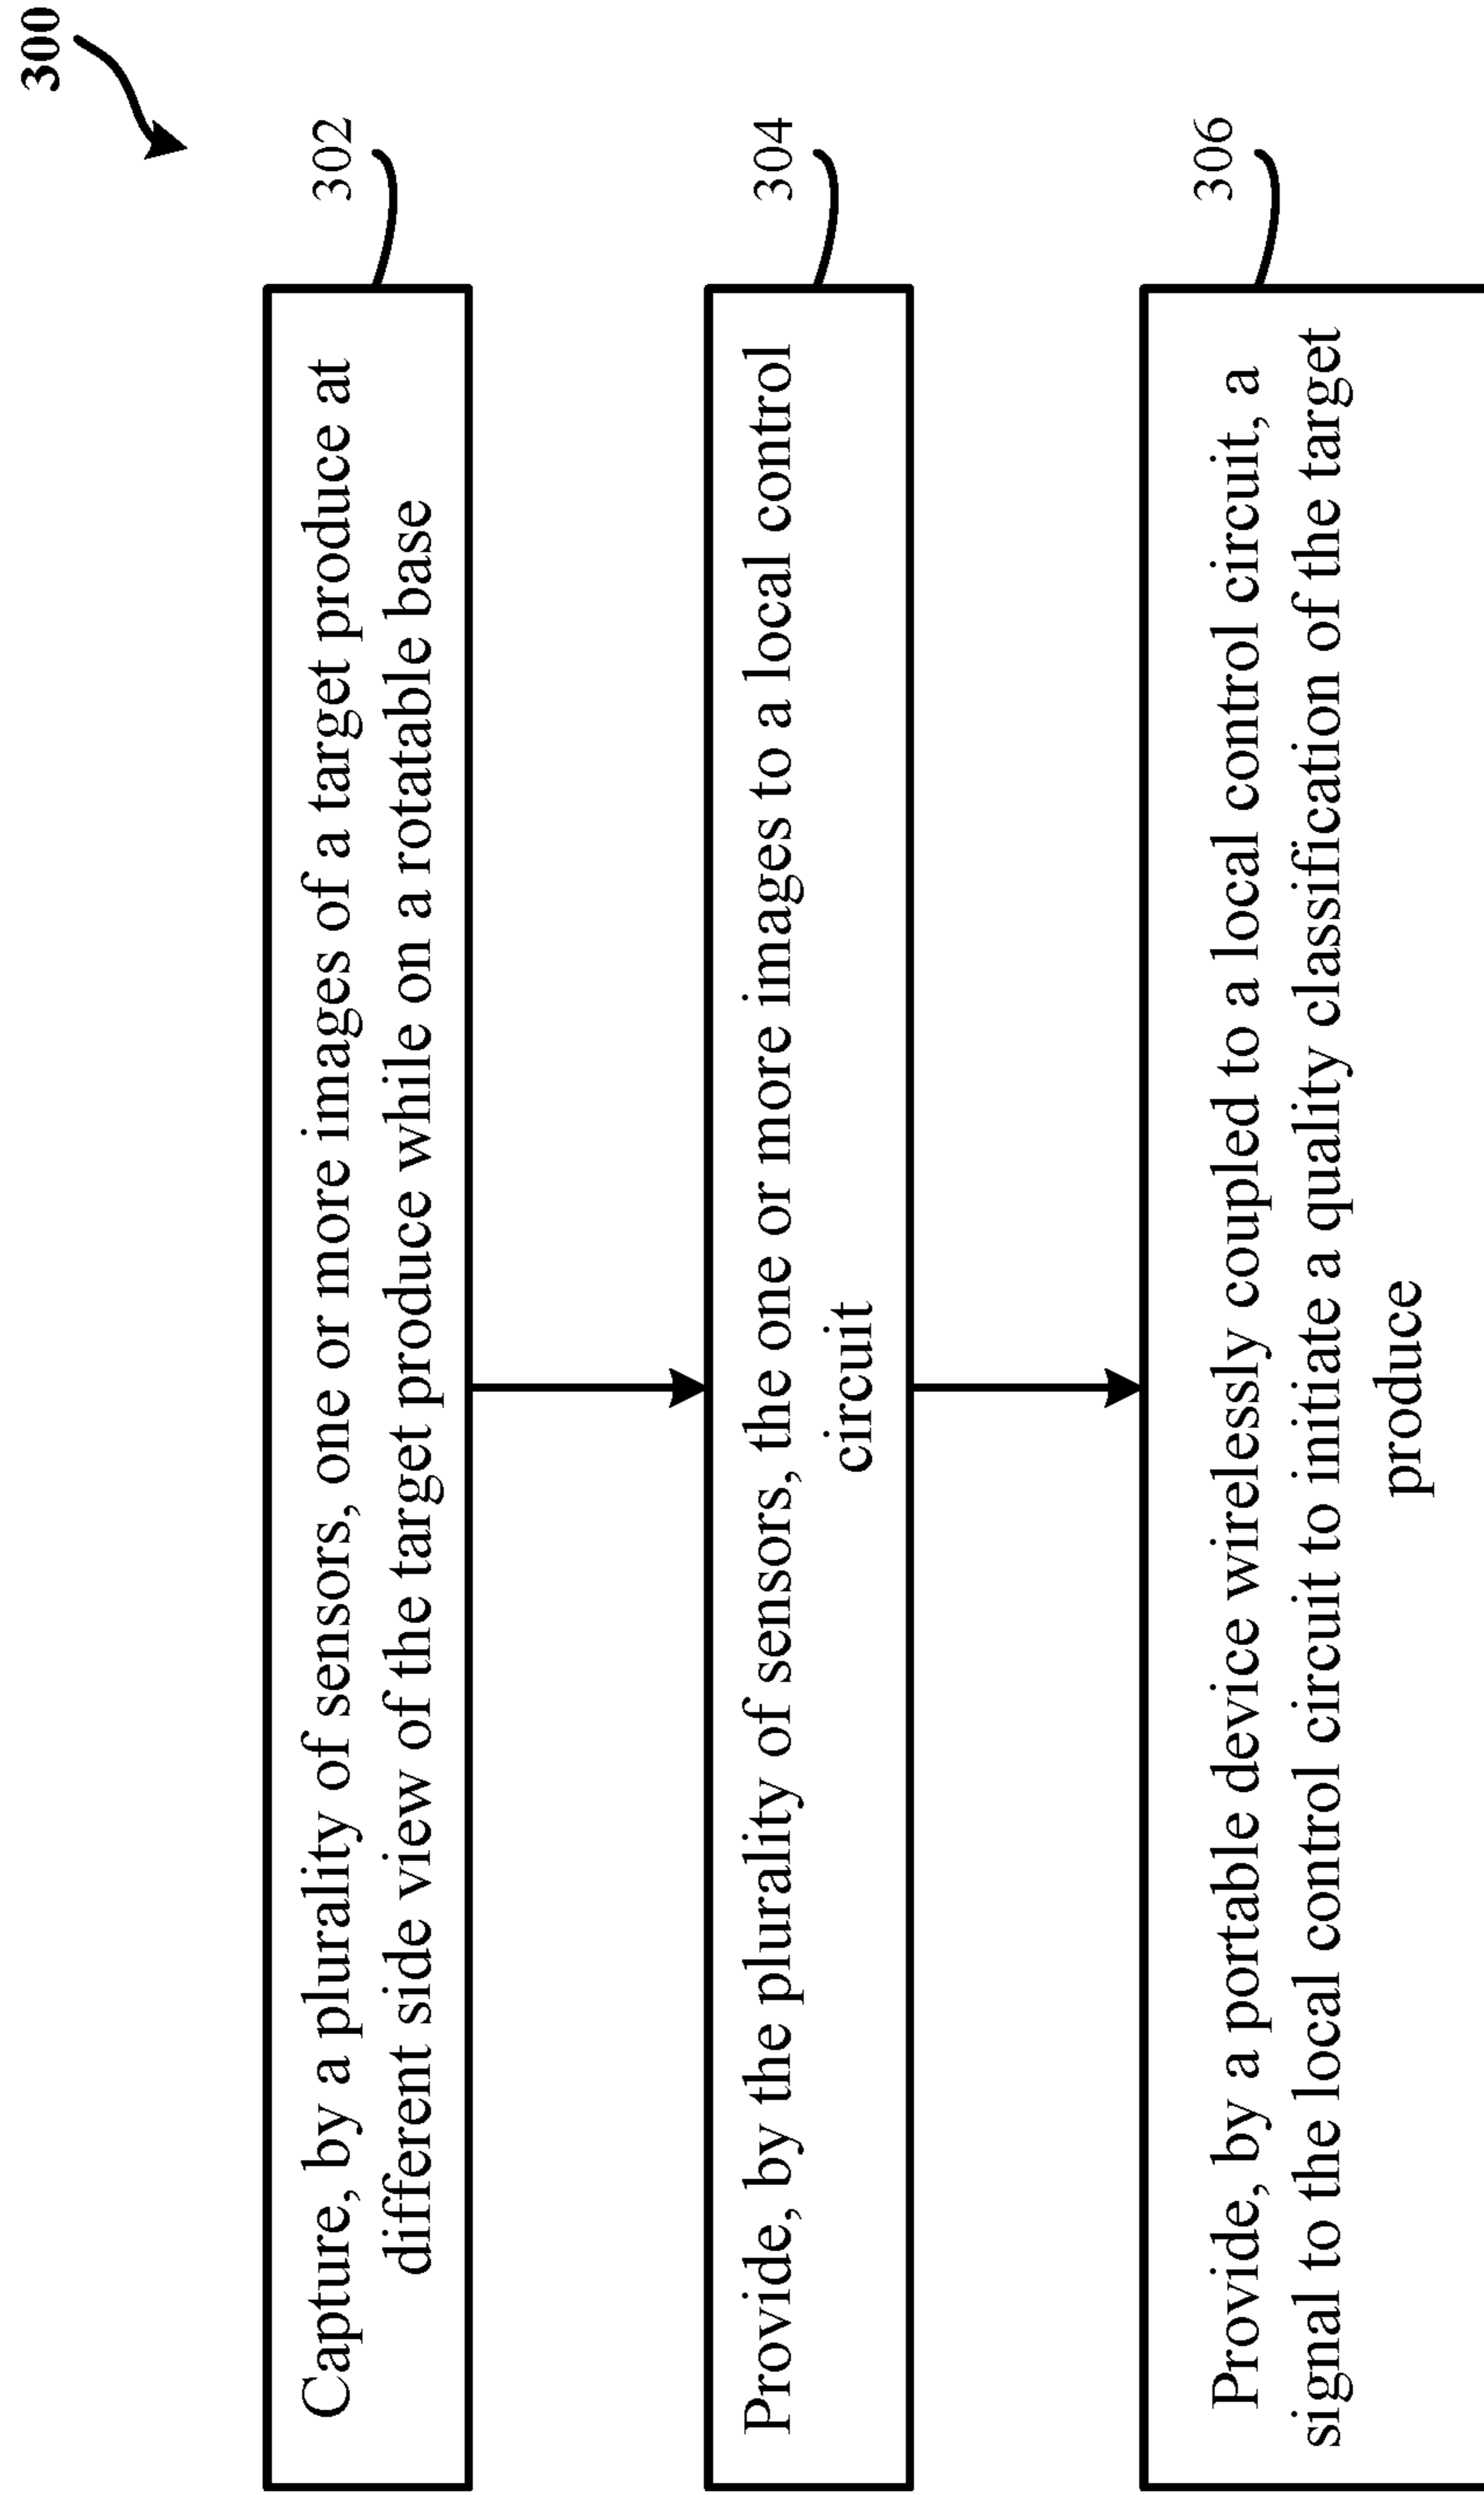 300
302
Capture, by a plurality of sensors, one or more images of a target produce at
different side view of the target produce while on a rotatable base
304
Provide, by the plurality of sensors, the one or more images to a local control
circuit
306
Provide, by a portable device wirelessly coupled to a local control circuit, a
signal to the local control circuit to initiate a quality classification of the target
produce